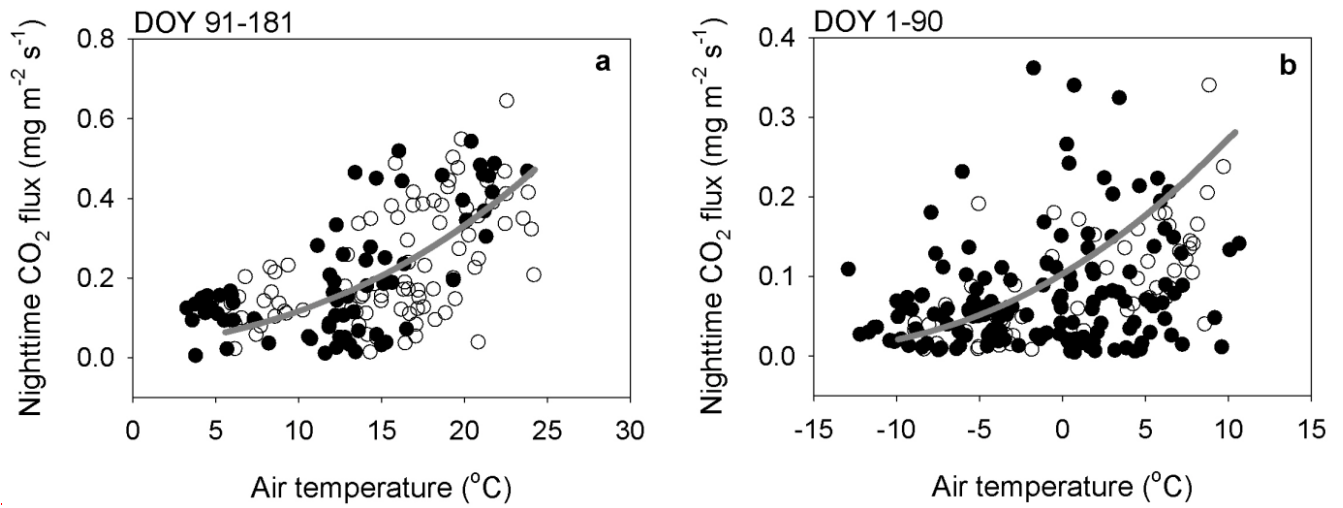 DOY 91-181
a
Nighttime CO₂ flux (mg m⁻² s⁻¹)
0.8
0.6
0.4
0.2
0.0
0 5 10 15 20 25 30
Air temperature (°C)
DOY 1-90
b
Nighttime CO₂ flux (mg m⁻² s⁻¹)
0.4
0.3
0.2
0.1
0.0
-15 -10 -5 0 5 10 15
Air temperature (°C)